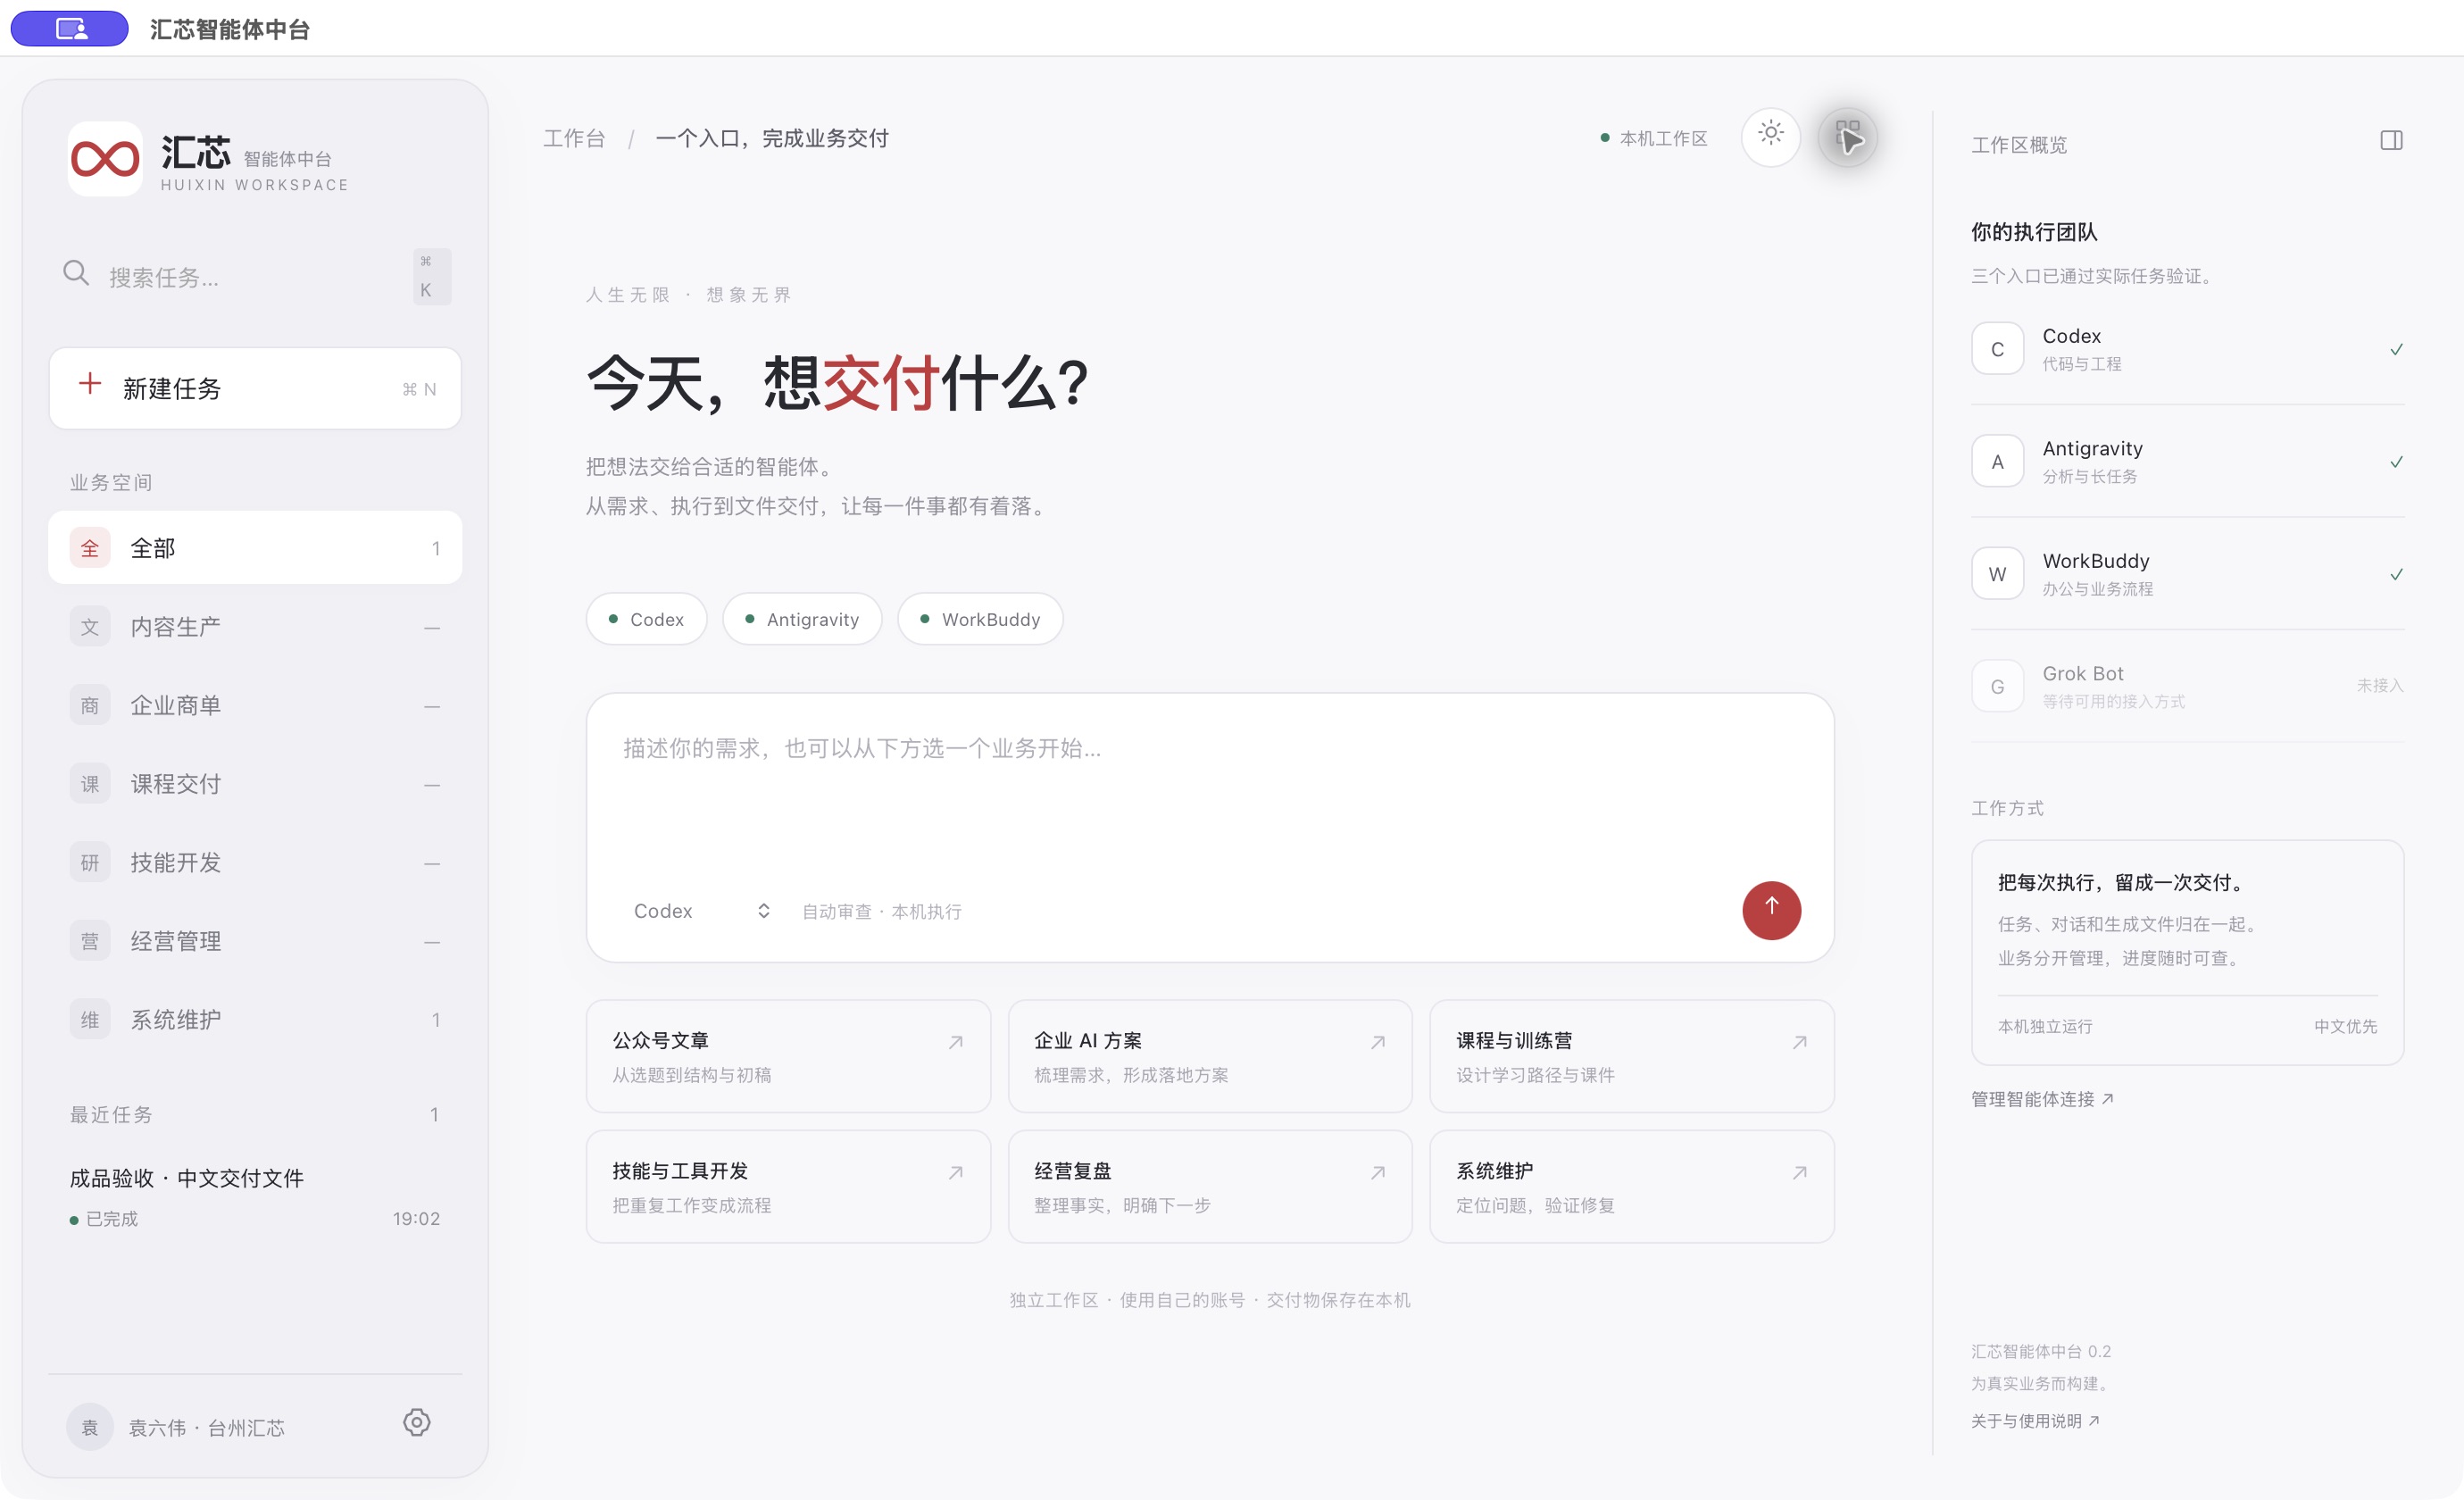 汇芯智能体中台
汇芯 智能体中台
HUIXIN WORKSPACE
搜索任务...
⌘
K
新建任务
⌘ N
业务空间
全 全部 1
文 内容生产 —
商 企业商单 —
课 课程交付 —
研 技能开发 —
营 经营管理 —
维 系统维护 1
最近任务 1
成品验收 · 中文交付文件
已完成 19:02
袁 袁六伟 · 台州汇芯
工作台 / 一个入口，完成业务交付
本机工作区
人生无限 · 想象无界
今天，想交付什么？
把想法交给合适的智能体。
从需求、执行到文件交付，让每一件事都有着落。
Codex
Antigravity
WorkBuddy
描述你的需求，也可以从下方选一个业务开始...
Codex
自动审查 · 本机执行
公众号文章
从选题到结构与初稿
企业 AI 方案
梳理需求，形成落地方案
课程与训练营
设计学习路径与课件
技能与工具开发
把重复工作变成流程
经营复盘
整理事实，明确下一步
系统维护
定位问题，验证修复
独立工作区 · 使用自己的账号 · 交付物保存在本机
工作区概览
你的执行团队
三个入口已通过实际任务验证。
C
Codex
代码与工程
A
Antigravity
分析与长任务
W
WorkBuddy
办公与业务流程
G
Grok Bot
等待可用的接入方式
未接入
工作方式
把每次执行，留成一次交付。
任务、对话和生成文件归在一起。
业务分开管理，进度随时可查。
本机独立运行 中文优先
管理智能体连接 ↗
汇芯智能体中台 0.2
为真实业务而构建。
关于与使用说明 ↗